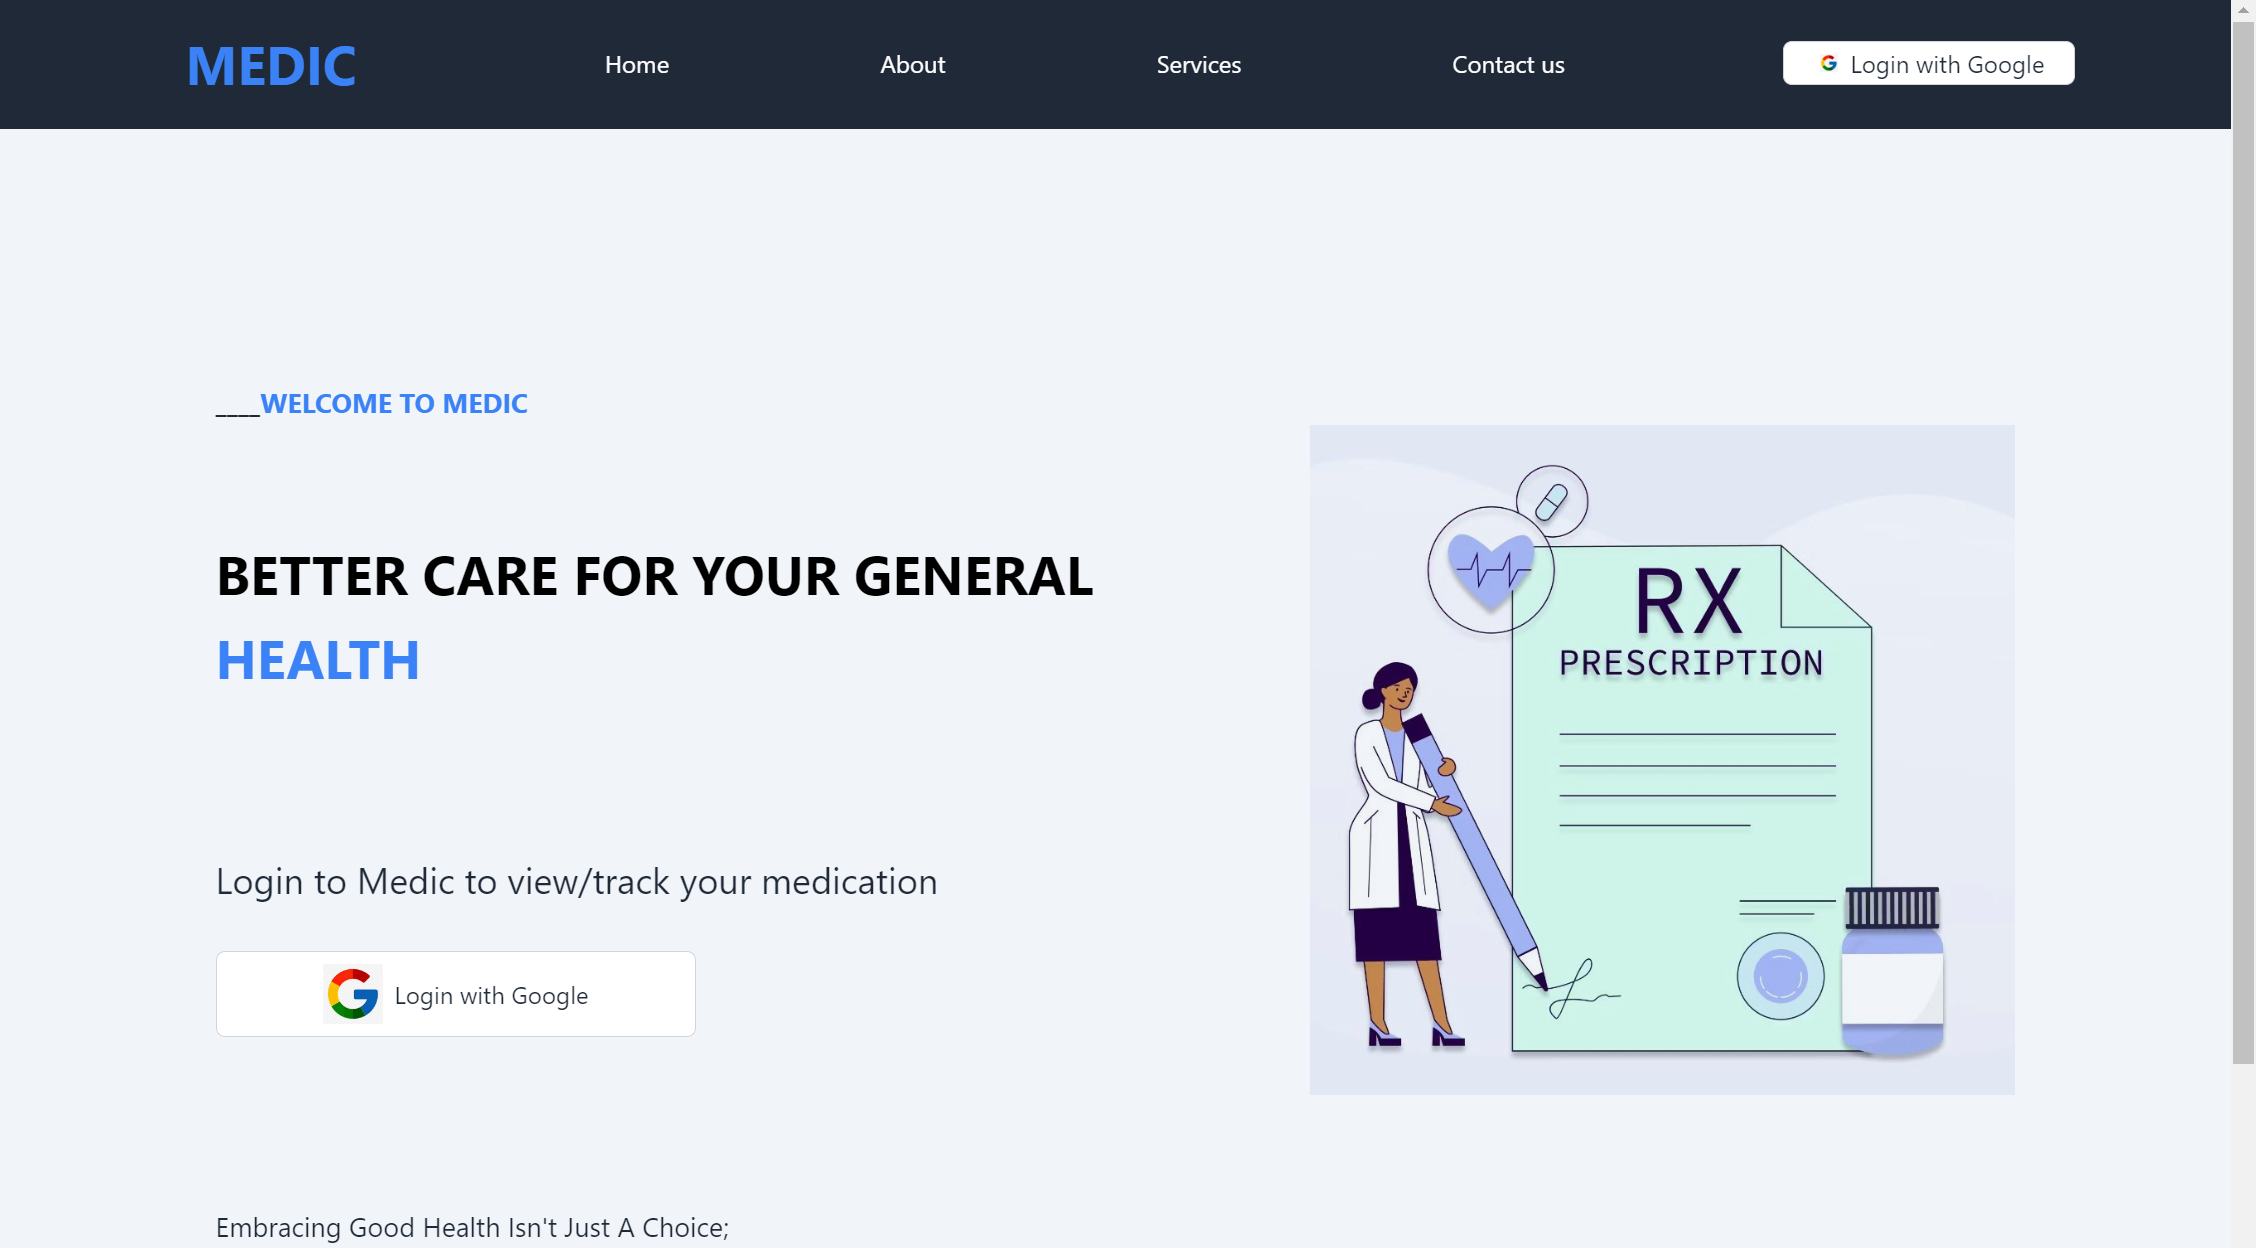 MEDIC
Home
About
Services
Contact us
Login with Google
____WELCOME TO MEDIC
BETTER CARE FOR YOUR GENERAL
HEALTH
Login to Medic to view/track your medication
Login with Google
RX
PRESCRIPTION
Embracing Good Health Isn't Just A Choice;